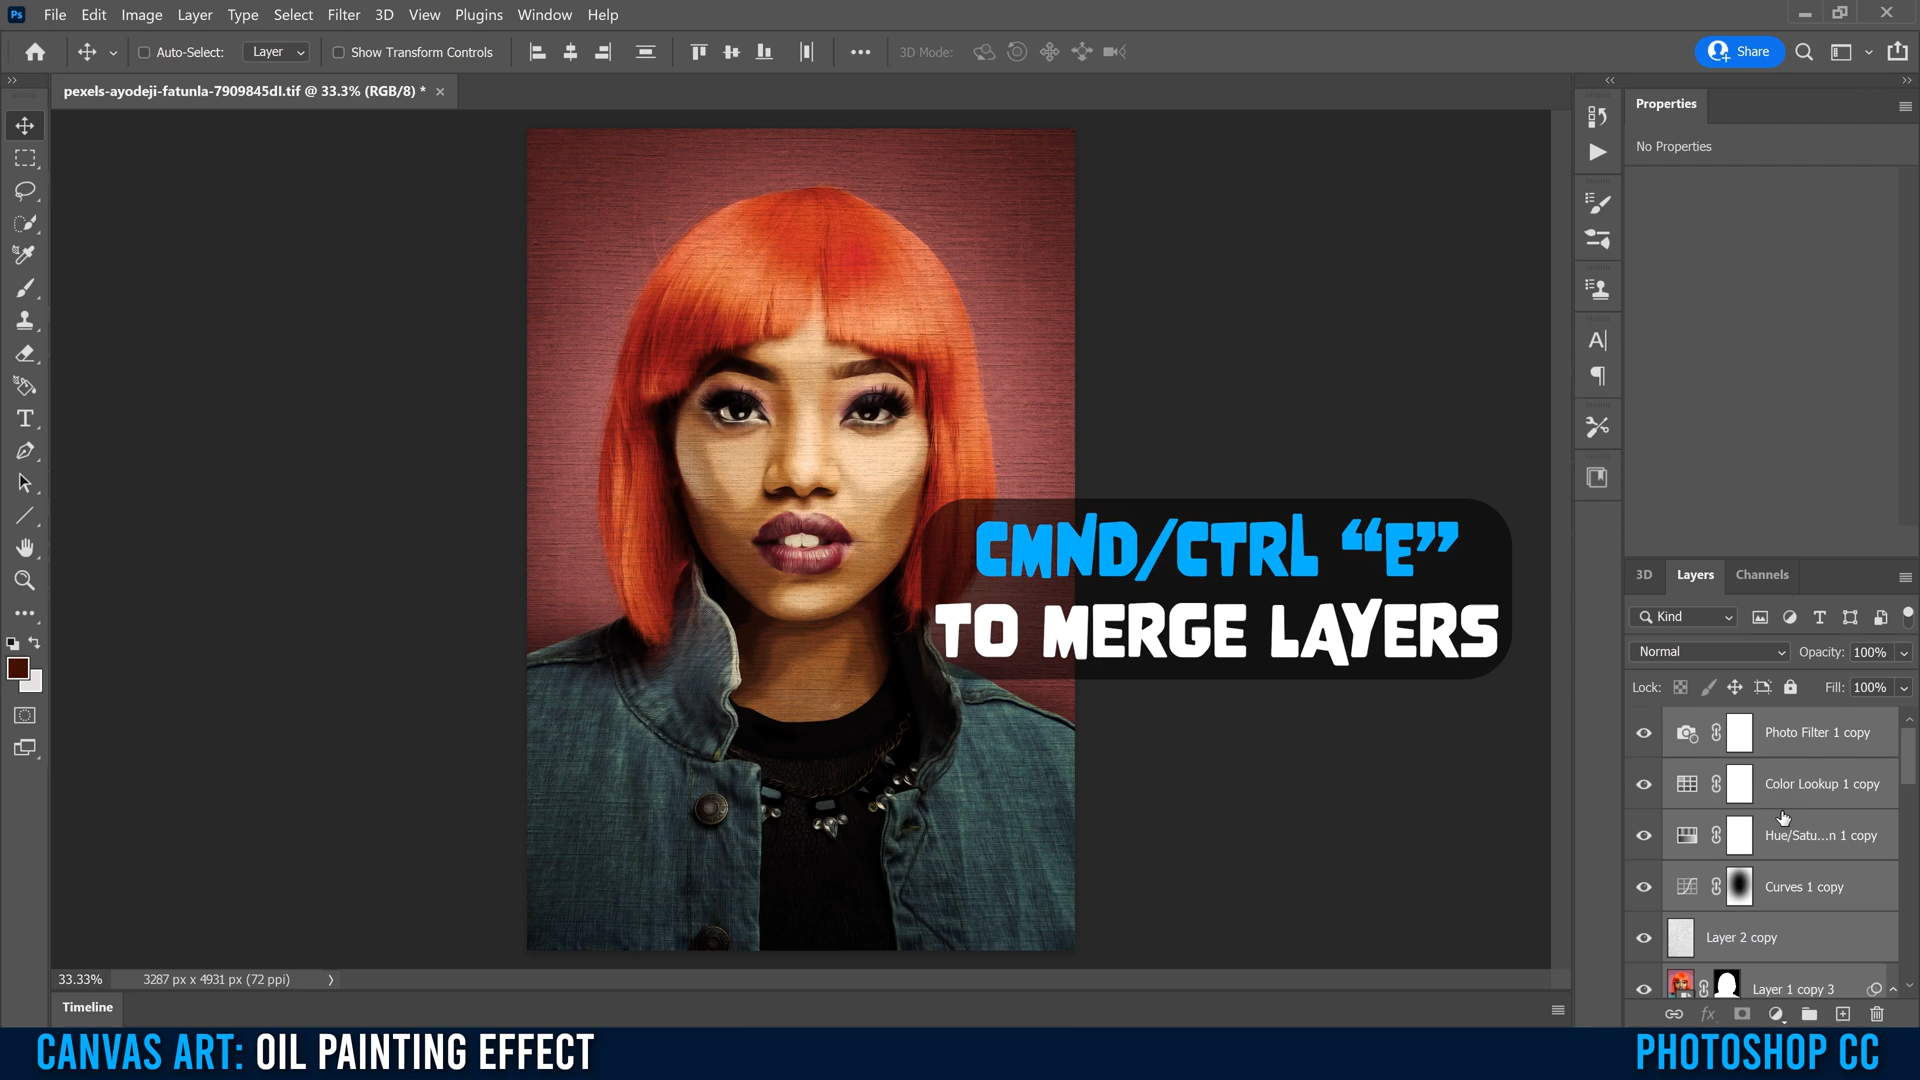 Ps File Edit Image Layer Type Select Filter 3D View Plugins Window Help
Auto-Select: Layer Show Transform Controls 3D Mode: Share
pexels-ayodeji-fatunla-7909845dl.tif @ 33.3% (RGB/8) *
Properties
No Properties
CMND/CTRL “E”
TO MERGE LAYERS
3D Layers Channels
Kind
Normal Opacity: 100%
Lock: Fill: 100%
Photo Filter 1 copy
Color Lookup 1 copy
Hue/Satu...n 1 copy
Curves 1 copy
Layer 2 copy
Layer 1 copy 3
fx
33.33% 3287 px x 4931 px (72 ppi)
Timeline
CANVAS ART: OIL PAINTING EFFECT
PHOTOSHOP CC